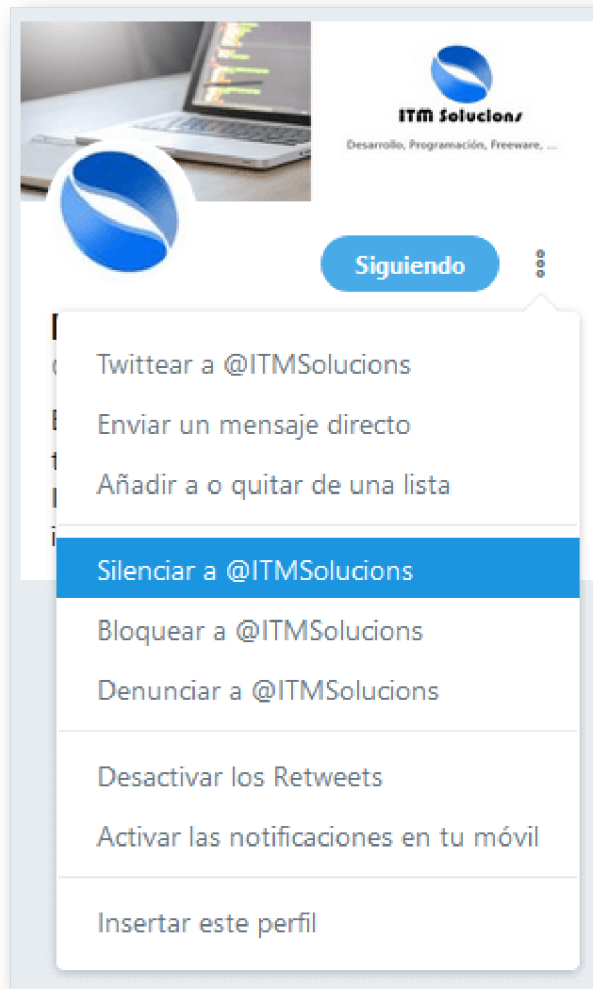 ITM Solucions
Desarrollo, Programación, Freeware, ...
Siguiendo
Twittear a @ITMSolucions
Enviar un mensaje directo
Añadir a o quitar de una lista
Silenciar a @ITMSolucions
Bloquear a @ITMSolucions
Denunciar a @ITMSolucions
Desactivar los Retweets
Activar las notificaciones en tu móvil
Insertar este perfil